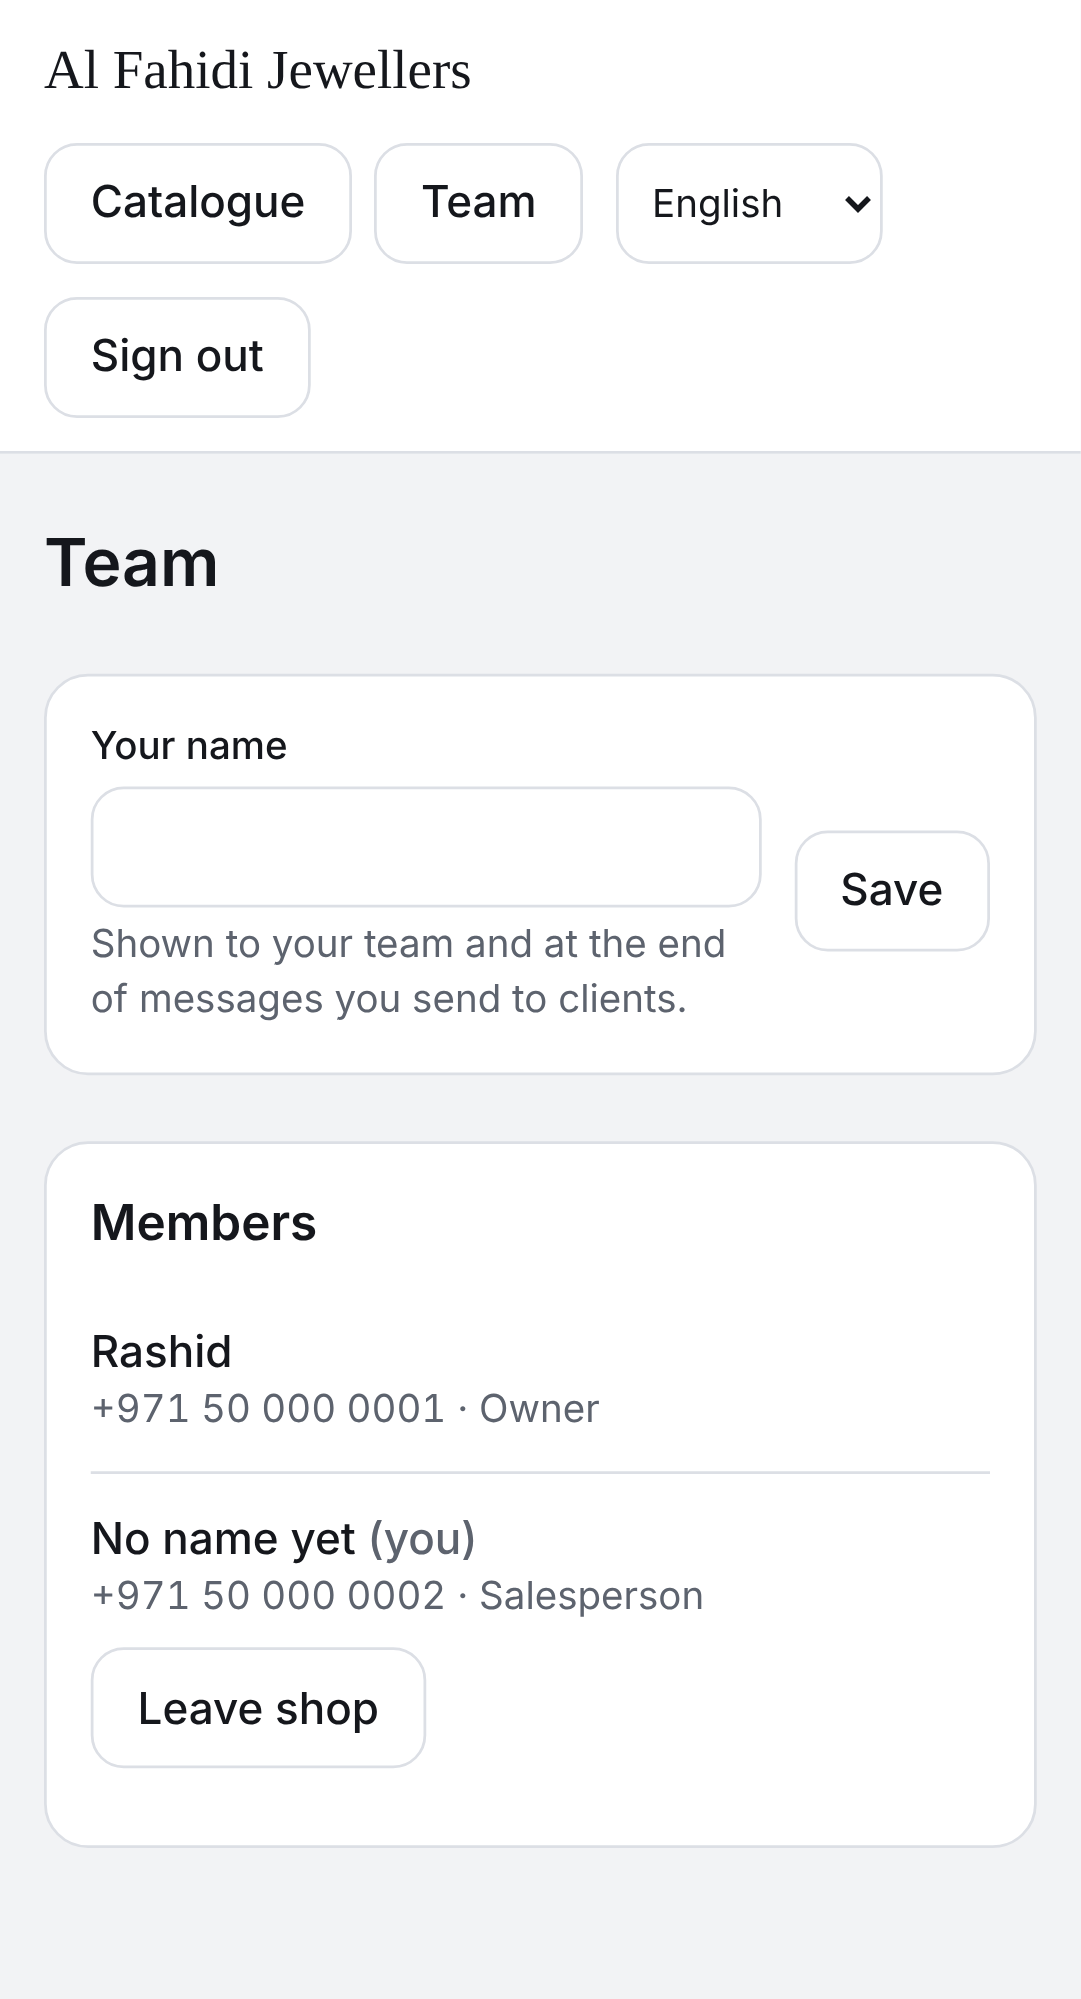 Al Fahidi Jewellers
Catalogue
Team
English
Sign out
Team
Your name
Save
Shown to your team and at the end
of messages you send to clients.
Members
Rashid
+971 50 000 0001 · Owner
No name yet (you)
+971 50 000 0002 · Salesperson
Leave shop